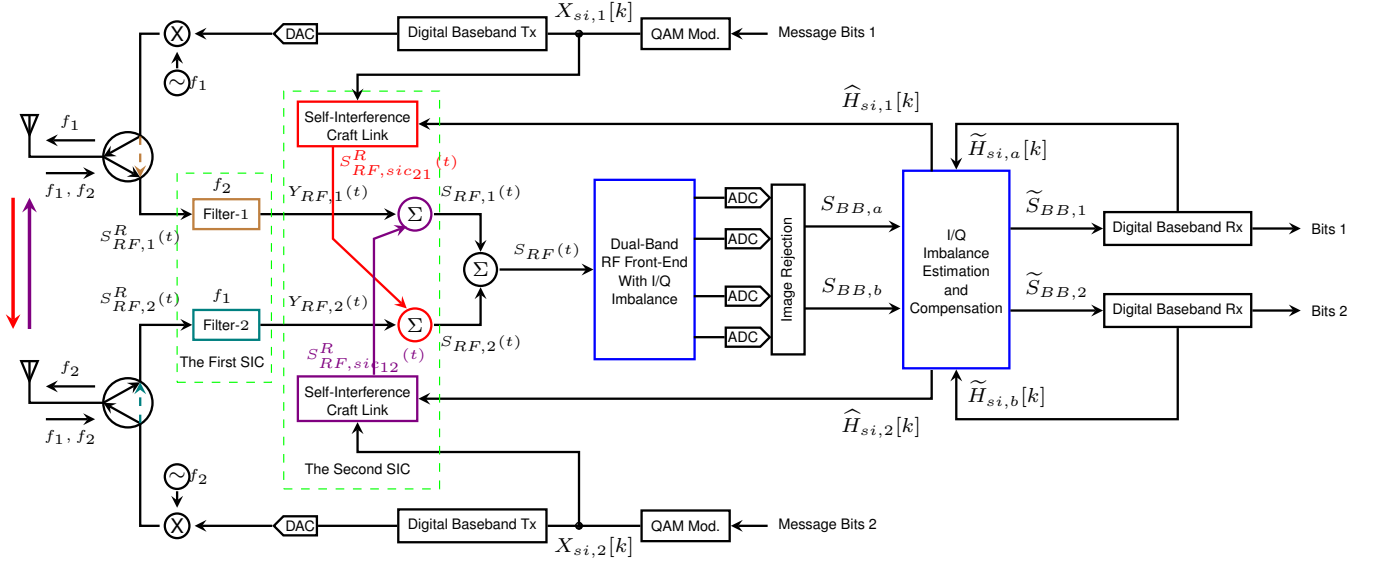 X_{si,1}[k]
X DAC Digital Baseband Tx QAM Mod. Message Bits 1
~ f_1
\widehat{H}_{si,1}[k]
Self-Interference
Craft Link
f_1
\widetilde{H}_{si,a}[k]
S^R_{RF,sic_{21}}(t)
f_1, f_2
f_2
Y_{RF,1}(t) S_{RF,1}(t)
Filter-1
Σ
S^R_{RF,1}(t)
ADC
ADC
ADC
ADC
Dual-Band
RF Front-End
With I/Q
Imbalance
Image Rejection
S_{BB,a}
S_{BB,b}
I/Q
Imbalance
Estimation
and
Compensation
\widetilde{S}_{BB,1}
Digital Baseband Rx Bits 1
Σ
S_{RF}(t)
\widetilde{S}_{BB,2}
Digital Baseband Rx Bits 2
S^R_{RF,2}(t)
f_1
Y_{RF,2}(t)
Filter-2
Σ
S_{RF,2}(t)
The First SIC
S^R_{RF,sic_{12}}(t)
f_2
Self-Interference
Craft Link
\widetilde{H}_{si,b}[k]
\widehat{H}_{si,2}[k]
f_1, f_2
The Second SIC
~ f_2
X DAC Digital Baseband Tx QAM Mod. Message Bits 2
X_{si,2}[k]